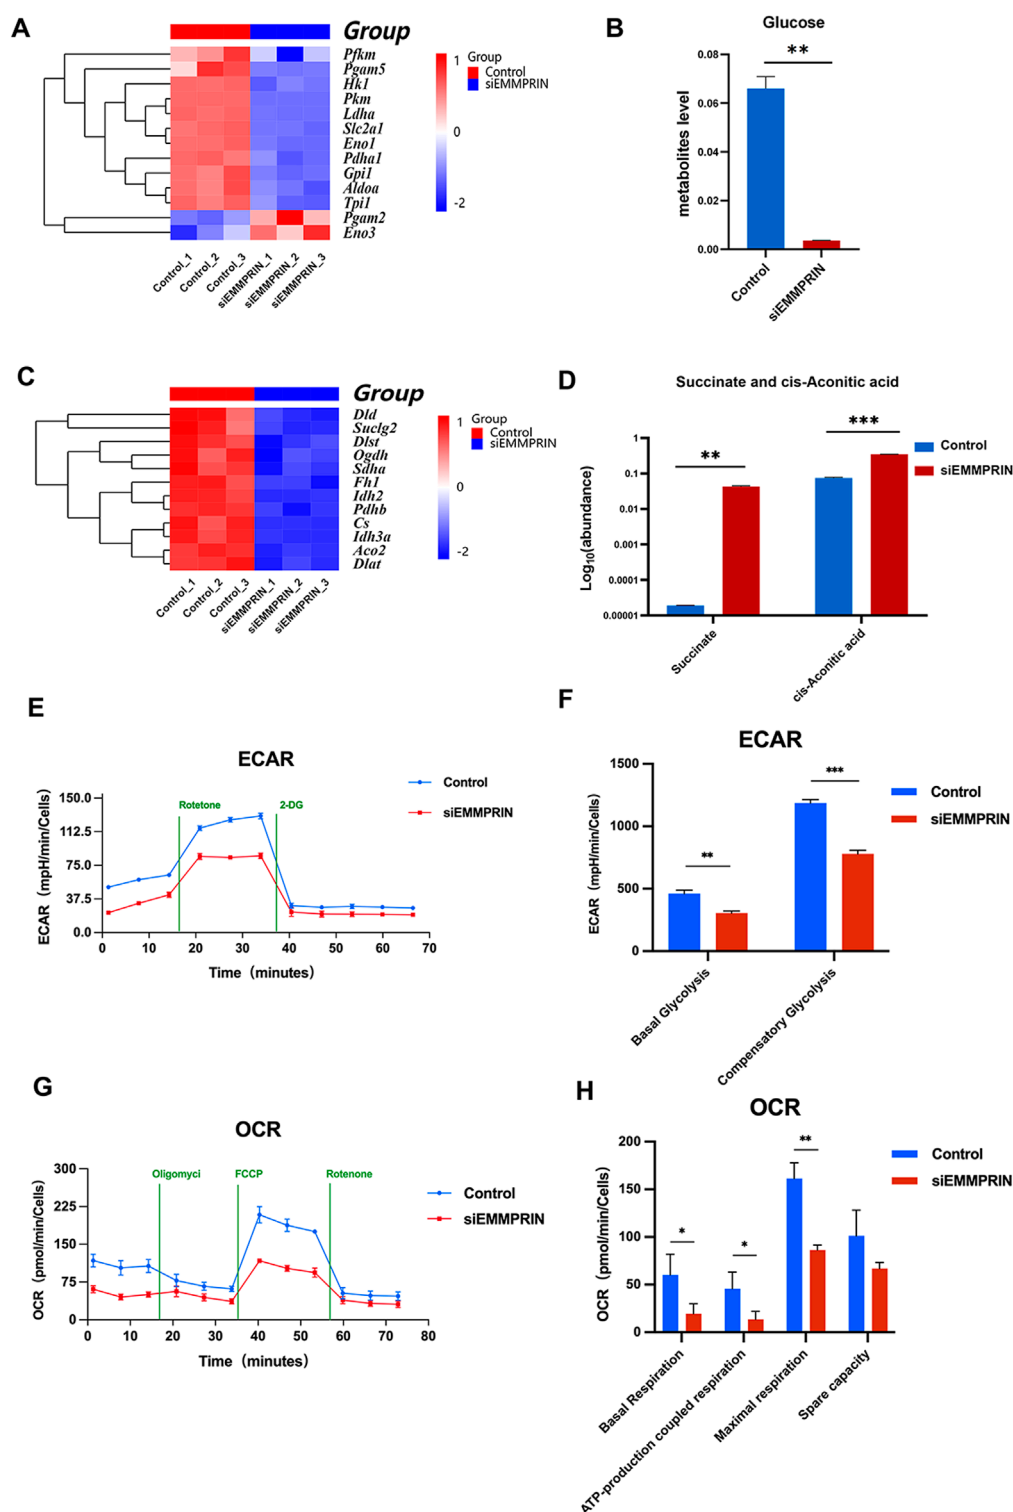 A
Group
Pfkm
Pgam5
Hk1
Pkm
Ldha
Slc2a1
Eno1
Pdha1
Gpi1
Aldoa
Tpi1
Pgam2
Eno3
Control_1
Control_2
Control_3
siEMMPRIN_1
siEMMPRIN_2
siEMMPRIN_3
1
0
-2
Group
Control
siEMMPRIN
B
Glucose
**
metabolites level
0.08
0.06
0.04
0.02
0.00
Control
siEMMPRIN
C
Group
Dld
Suclg2
Dlst
Ogdh
Sdha
Fh1
Idh2
Pdhb
Cs
Idh3a
Aco2
Dlat
Control_1
Control_2
Control_3
siEMMPRIN_1
siEMMPRIN_2
siEMMPRIN_3
1
0
-2
Group
Control
siEMMPRIN
D
Succinate and cis-Aconitic acid
**
***
Control
siEMMPRIN
Log10(abundance)
1
0.1
0.01
0.001
0.0001
0.00001
Succinate
cis-Aconitic acid
E
ECAR
Control
siEMMPRIN
Rotetone
2-DG
ECAR (mpH/min/Cells)
150.0
112.5
75.0
37.5
0.0
0 10 20 30 40 50 60 70
Time (minutes)
F
ECAR
**
***
Control
siEMMPRIN
ECAR (mpH/min/Cells)
1500
1000
500
0
Basal Glycolysis
Compensatory Glycolysis
G
OCR
Oligomyci
FCCP
Rotenone
Control
siEMMPRIN
OCR (pmol/min/Cells)
300
225
150
75
0
0 10 20 30 40 50 60 70 80
Time (minutes)
H
OCR
*
*
**
Control
siEMMPRIN
OCR (pmol/min/Cells)
200
150
100
50
0
Basal Respiration
ATP-production coupled respiration
Maximal respiration
Spare capacity